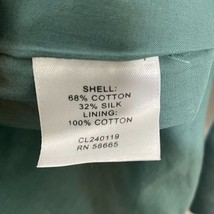 SHELL:
68% COTTON
32% SILK
LINING:
100% COTTON
CL240119
RN 58665